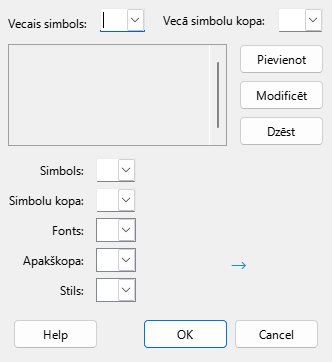 Vecais simbols: Vecā simbolu kopa:
Pievienot
Modificēt
Dzēst
Simbols:
Simbolu kopa:
Fonts:
Apakškopa:
Stils:
Help OK Cancel